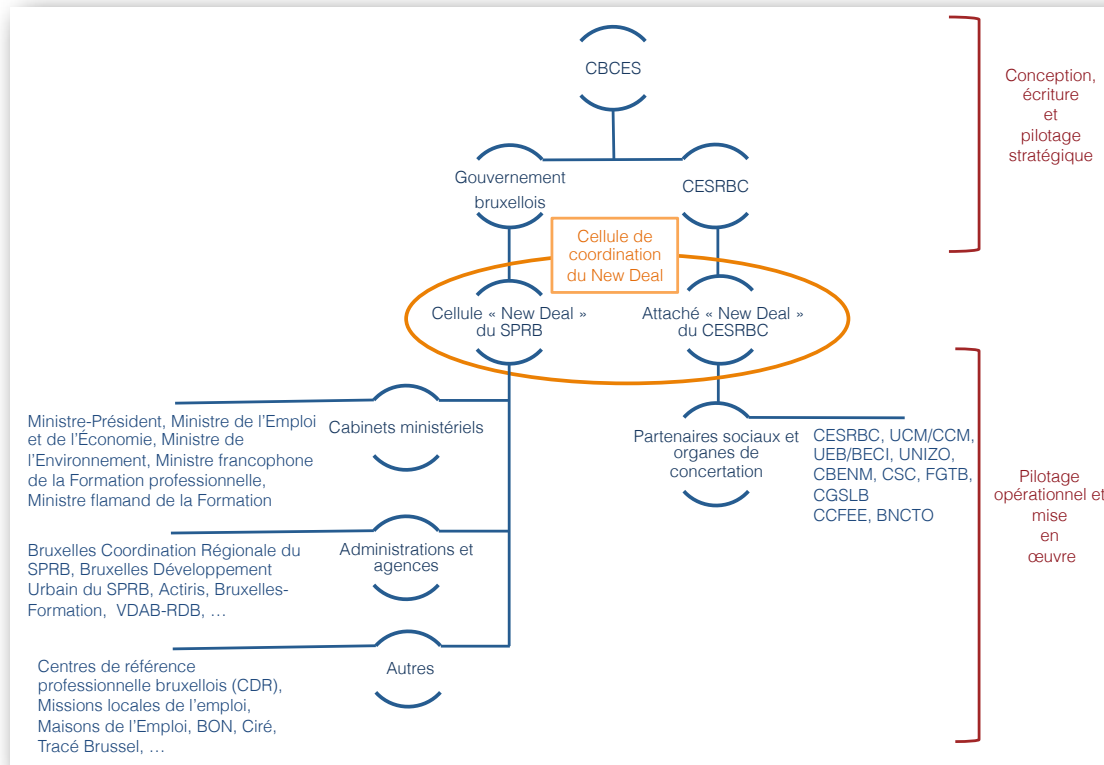 CBCES
Conception,
écriture
et
pilotage
stratégique
Gouvernement
bruxellois
CESRBC
Cellule de
coordination
du New Deal
Cellule « New Deal »
du SPRB
Attaché « New Deal »
du CESRBC
Ministre-Président, Ministre de l’Emploi
et de l’Économie, Ministre de
l’Environnement, Ministre francophone
de la Formation professionnelle,
Ministre flamand de la Formation
Cabinets ministériels
Partenaires sociaux et
organes de
concertation
CESRBC, UCM/CCM,
UEB/BECI, UNIZO,
CBENM, CSC, FGTB,
CGSLB
CCFEE, BNCTO
Pilotage
opérationnel et
mise
en
œuvre
Bruxelles Coordination Régionale du
SPRB, Bruxelles Développement
Urbain du SPRB, Actiris, Bruxelles-
Formation, VDAB-RDB, …
Administrations et
agences
Centres de référence
professionnelle bruxellois (CDR),
Missions locales de l’emploi,
Maisons de l’Emploi, BON, Ciré,
Tracé Brussel, …
Autres